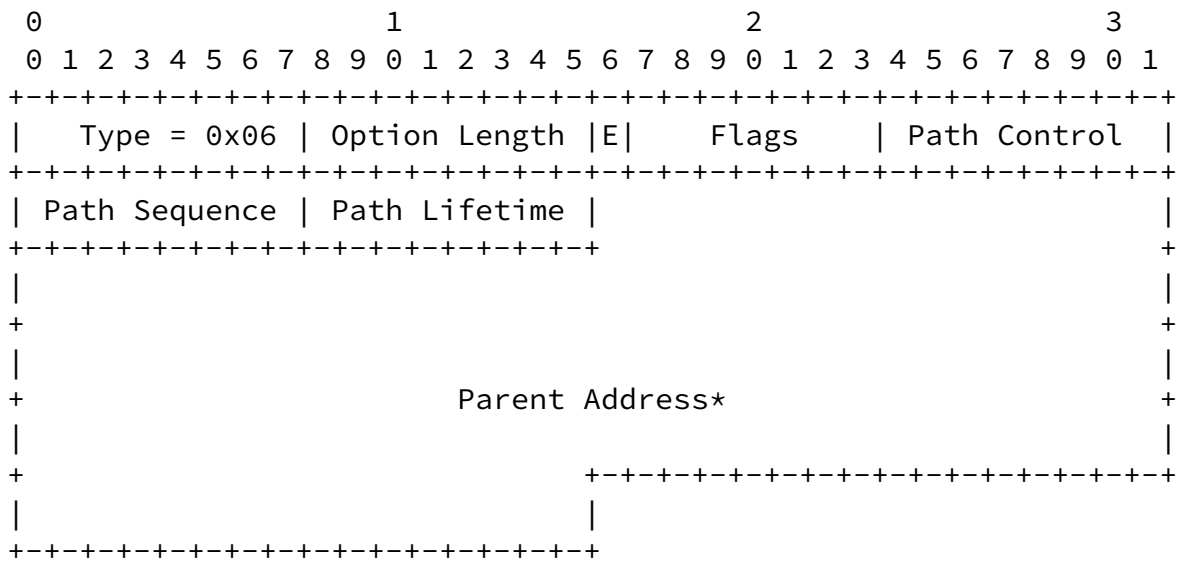 0                   1                   2                   3
0 1 2 3 4 5 6 7 8 9 0 1 2 3 4 5 6 7 8 9 0 1 2 3 4 5 6 7 8 9 0 1
+-+-+-+-+-+-+-+-+-+-+-+-+-+-+-+-+-+-+-+-+-+-+-+-+-+-+-+-+-+-+-+-+
|   Type = 0x06 | Option Length |E|    Flags    | Path Control  |
+-+-+-+-+-+-+-+-+-+-+-+-+-+-+-+-+-+-+-+-+-+-+-+-+-+-+-+-+-+-+-+-+
| Path Sequence | Path Lifetime |                               |
+-+-+-+-+-+-+-+-+-+-+-+-+-+-+-+-+                               +
|                                                               |
+                                                               +
|                                                               |
+                        Parent Address*                        +
|                                                               |
+                               +-+-+-+-+-+-+-+-+-+-+-+-+-+-+-+-+
|                               |
+-+-+-+-+-+-+-+-+-+-+-+-+-+-+-+-+